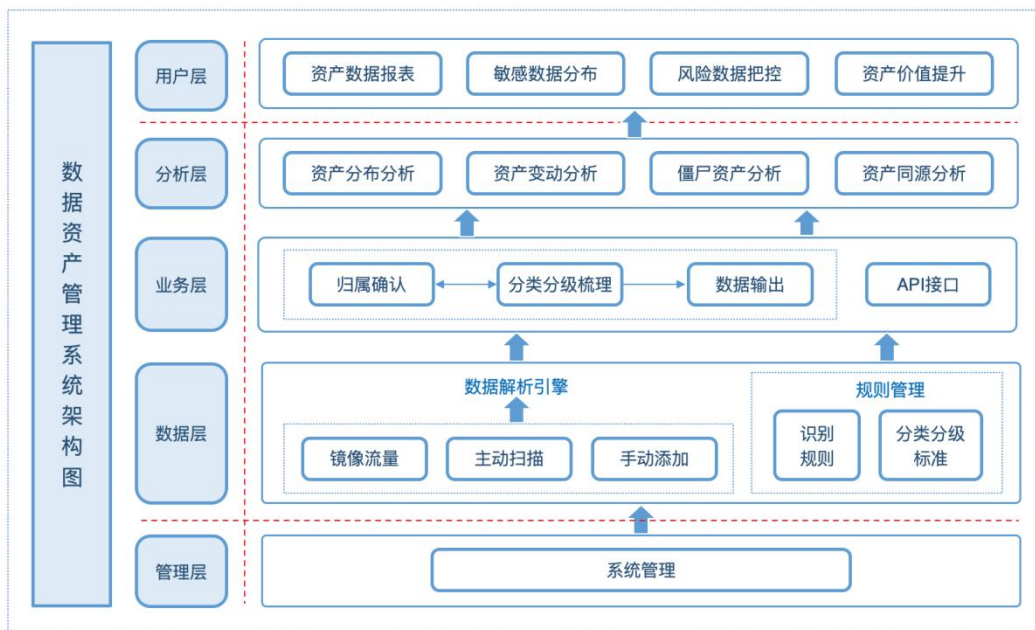 数据资产管理系统架构图
用户层
资产数据报表
敏感数据分布
风险数据把控
资产价值提升
分析层
资产分布分析
资产变动分析
僵尸资产分析
资产同源分析
业务层
归属确认
分类分级梳理
数据输出
API接口
数据层
数据解析引擎
镜像流量
主动扫描
手动添加
规则管理
识别
规则
分类分级
标准
管理层
系统管理